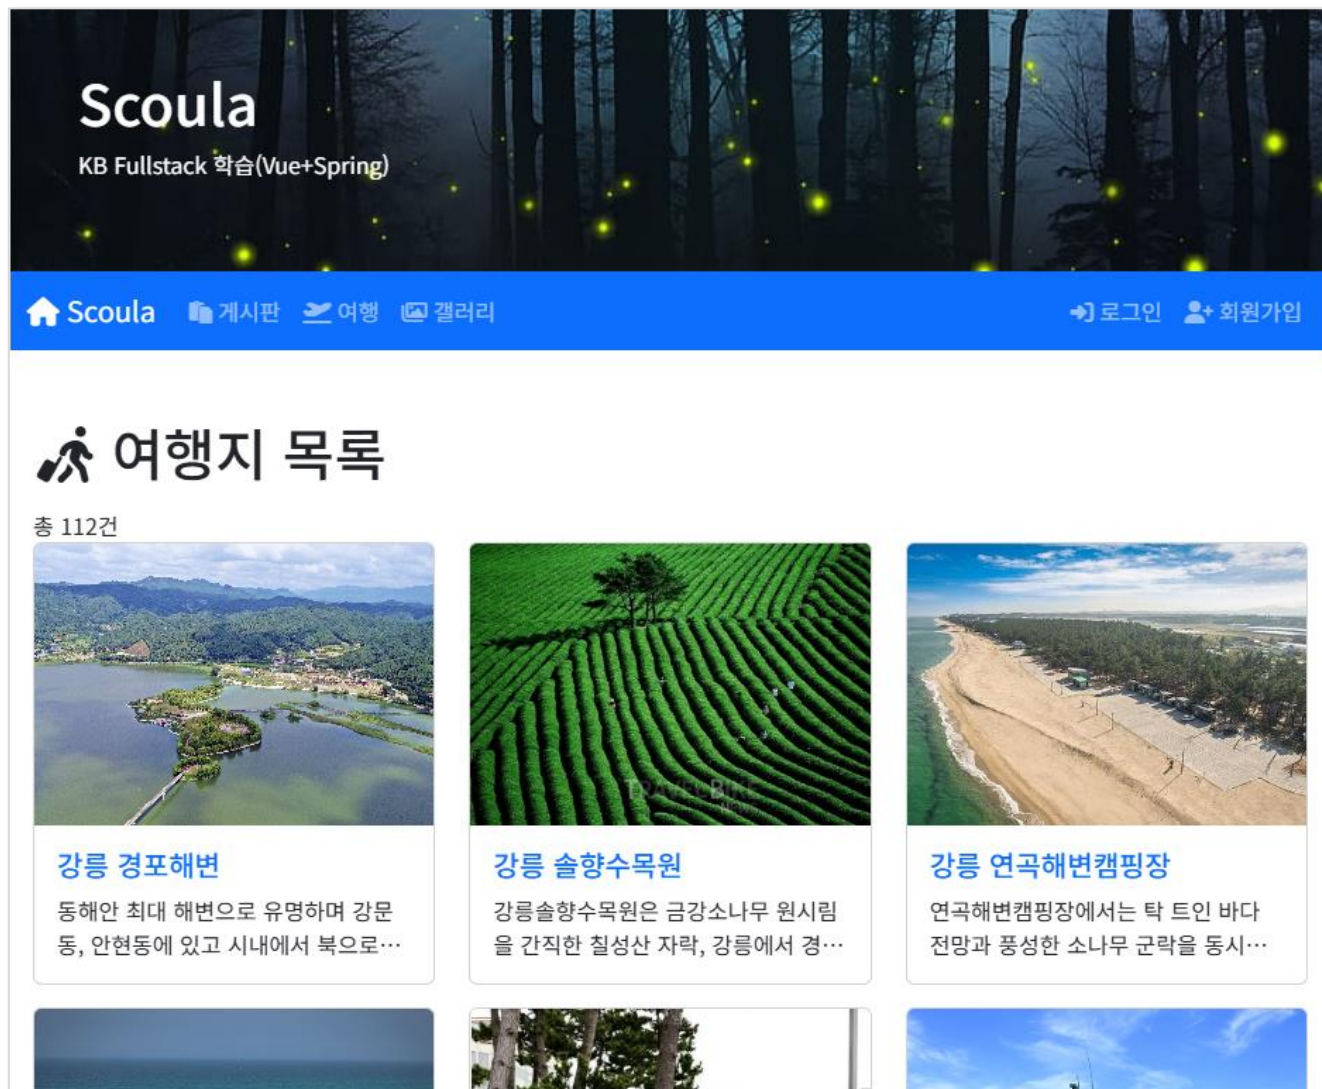 Scoula
KB Fullstack 학습(Vue+Spring)
Scoula 게시판 여행 갤러리 로그인 회원가입
여행지 목록
총 112건
TRAVEL BIKE
NEWS
강릉 경포해변
동해안 최대 해변으로 유명하며 강문
동, 안현동에 있고 시내에서 북으로…
강릉 솔향수목원
강릉솔향수목원은 금강소나무 원시림
을 간직한 칠성산 자락, 강릉에서 경…
강릉 연곡해변캠핑장
연곡해변캠핑장에서는 탁 트인 바다
전망과 풍성한 소나무 군락을 동시…